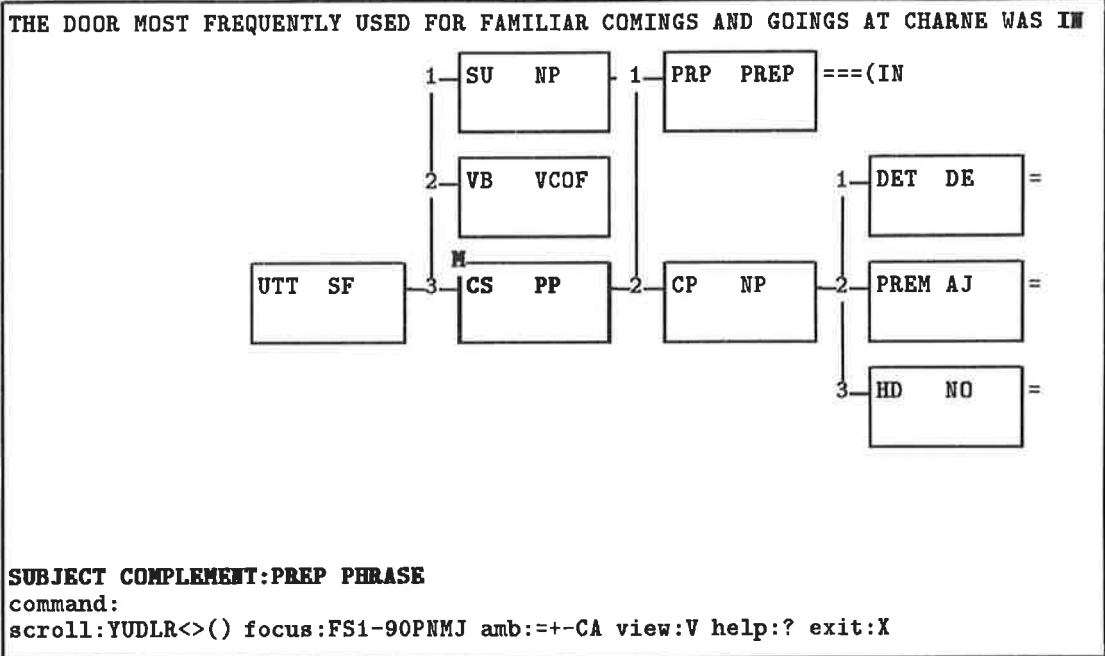 THE DOOR MOST FREQUENTLY USED FOR FAMILIAR COMINGS AND GOINGS AT CHARNE WAS IN
1 SU NP 1 PRP PREP ===(IN
2 VB VCOF 1 DET DE =
M
UTT SF 3 CS PP 2 CP NP 2 PREM AJ =
3 HD NO =
SUBJECT COMPLEMENT:PREP PHRASE
command:
scroll:YUDLR<>() focus:FS1-90PNMJ amb:=+-CA view:V help:? exit:X